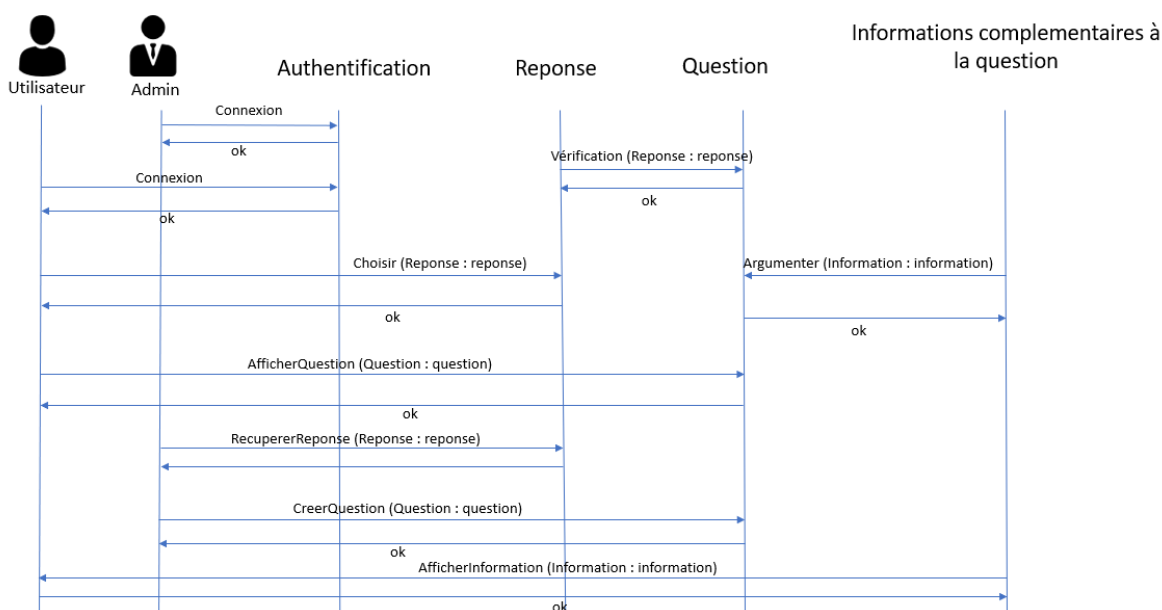 Informations complementaires à
la question
Authentification
Reponse
Question
Utilisateur
Admin
Connexion
ok
Vérification (Reponse : reponse)
Connexion
ok
ok
Choisir (Reponse : reponse)
Argumenter (Information : information)
ok
ok
AfficherQuestion (Question : question)
ok
RecupererReponse (Reponse : reponse)
CreerQuestion (Question : question)
ok
AfficherInformation (Information : information)
ok